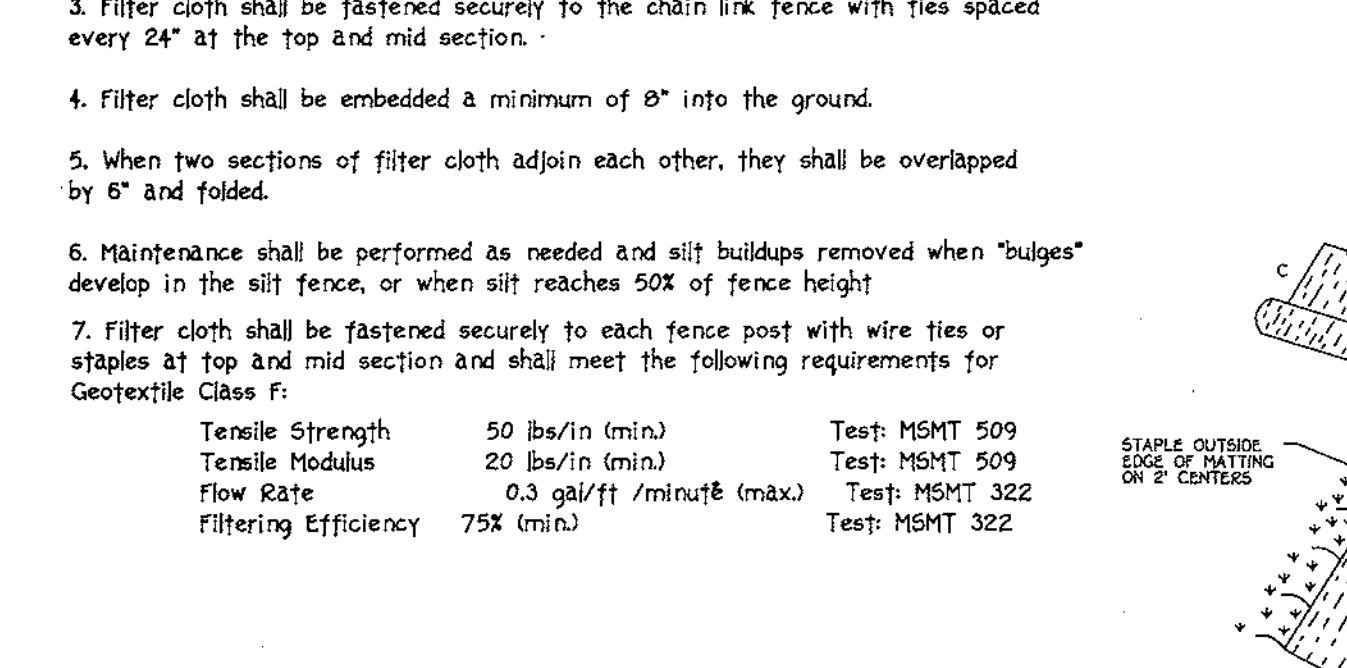 3. Filter cloth shall be fastened securely to the chain link fence with ties spaced
every 24" at the top and mid section.
4. Filter cloth shall be embedded a minimum of 8" into the ground.
5. When two sections of filter cloth adjoin each other, they shall be overlapped
by 6" and folded.
6. Maintenance shall be performed as needed and silt buildups removed when "bulges"
develop in the silt fence, or when silt reaches 50% of fence height
7. Filter cloth shall be fastened securely to each fence post with wire ties or
staples at top and mid section and shall meet the following requirements for
Geotextile Class F:
Tensile Strength 50 lbs/in (min.) Test: MSMT 509
Tensile Modulus 20 lbs/in (min.) Test: MSMT 509
Flow Rate 0.3 gal/ft /minute (max.) Test: MSMT 322
Filtering Efficiency 75% (min.) Test: MSMT 322
C
STAPLE OUTSIDE
EDGE OF MATTING
ON 2' CENTERS